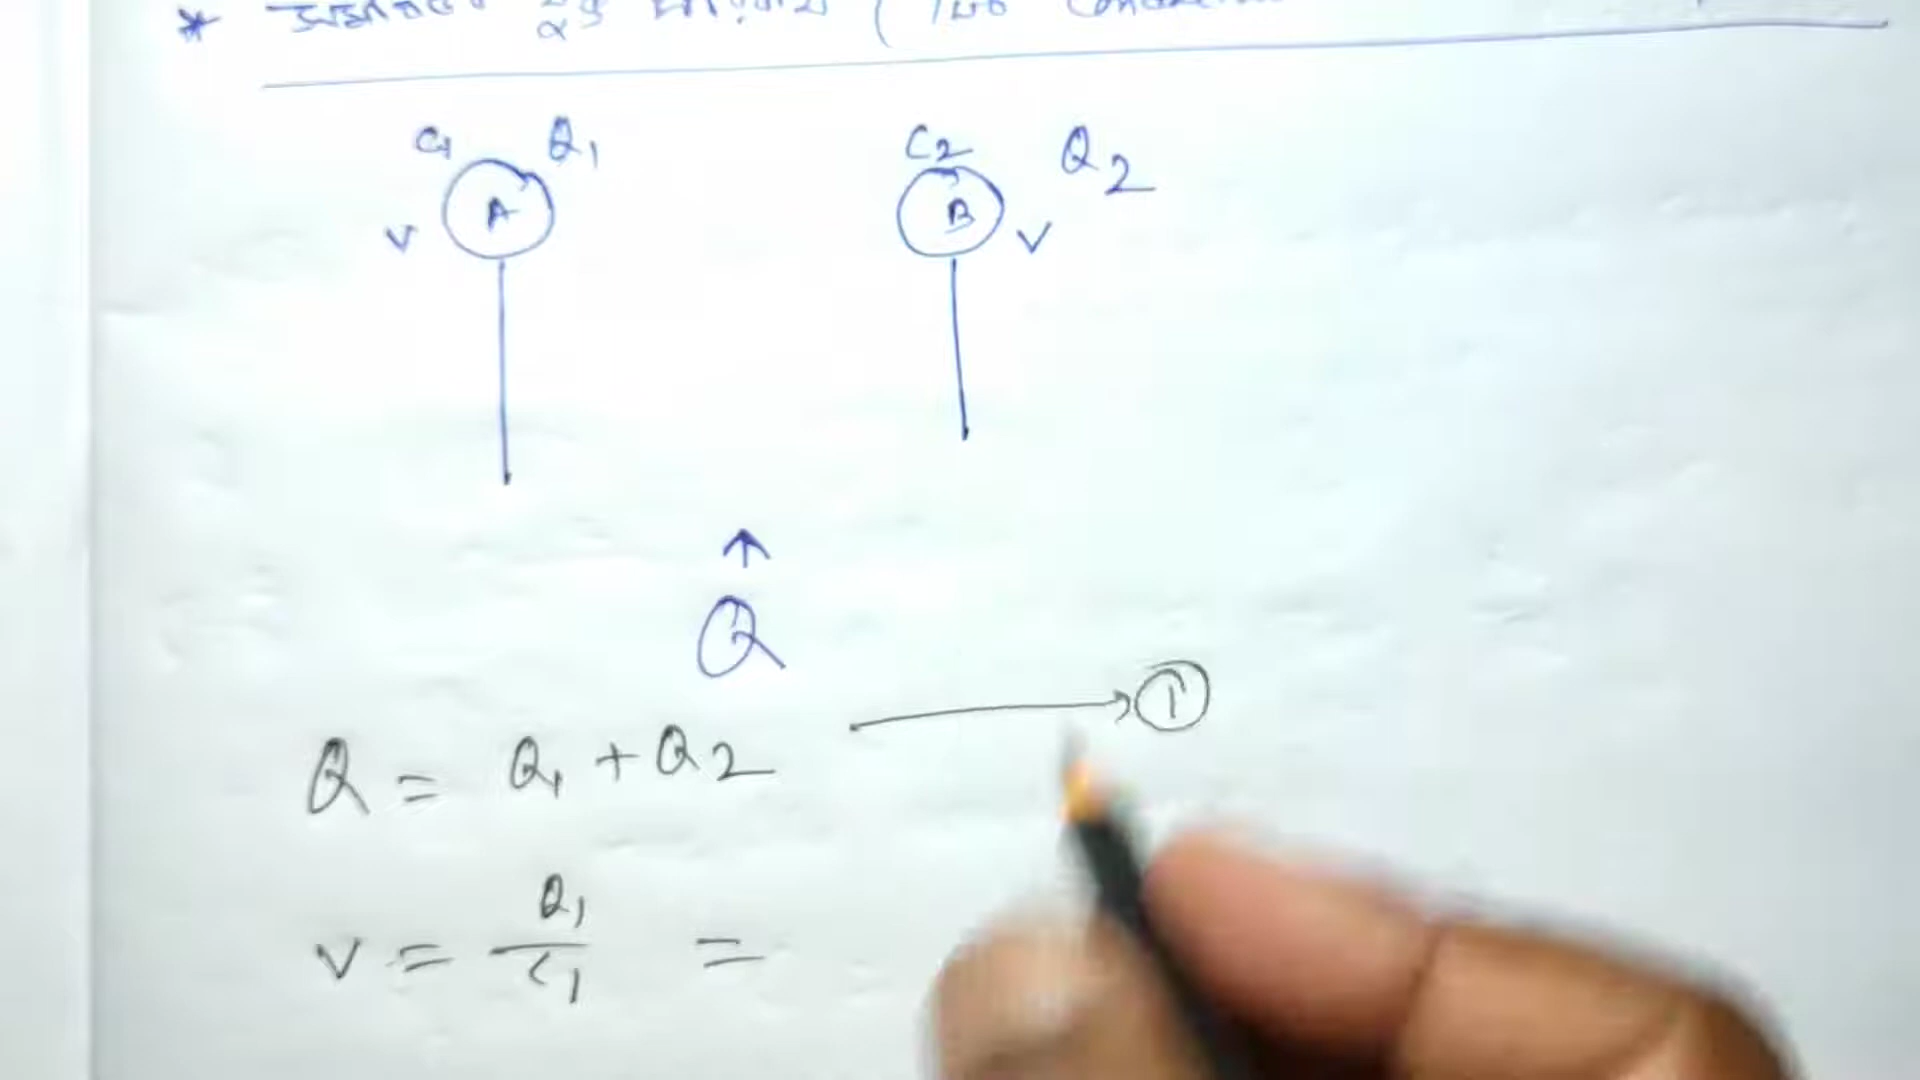 *
C1 Q1 C2 Q2
A B
V V
↑
Q
Q = Q1 + Q2 → ①
V = Q1/C1 =